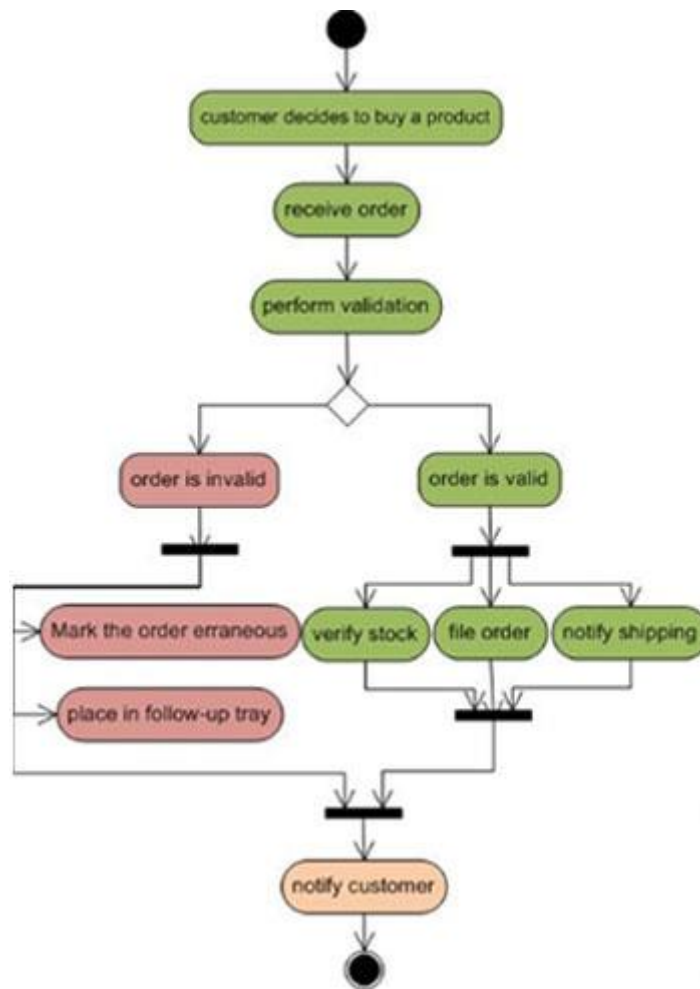 customer decides to buy a product
receive order
perform validation
order is invalid
order is valid
Mark the order erraneous
verify stock
file order
notify shipping
place in follow-up tray
notify customer